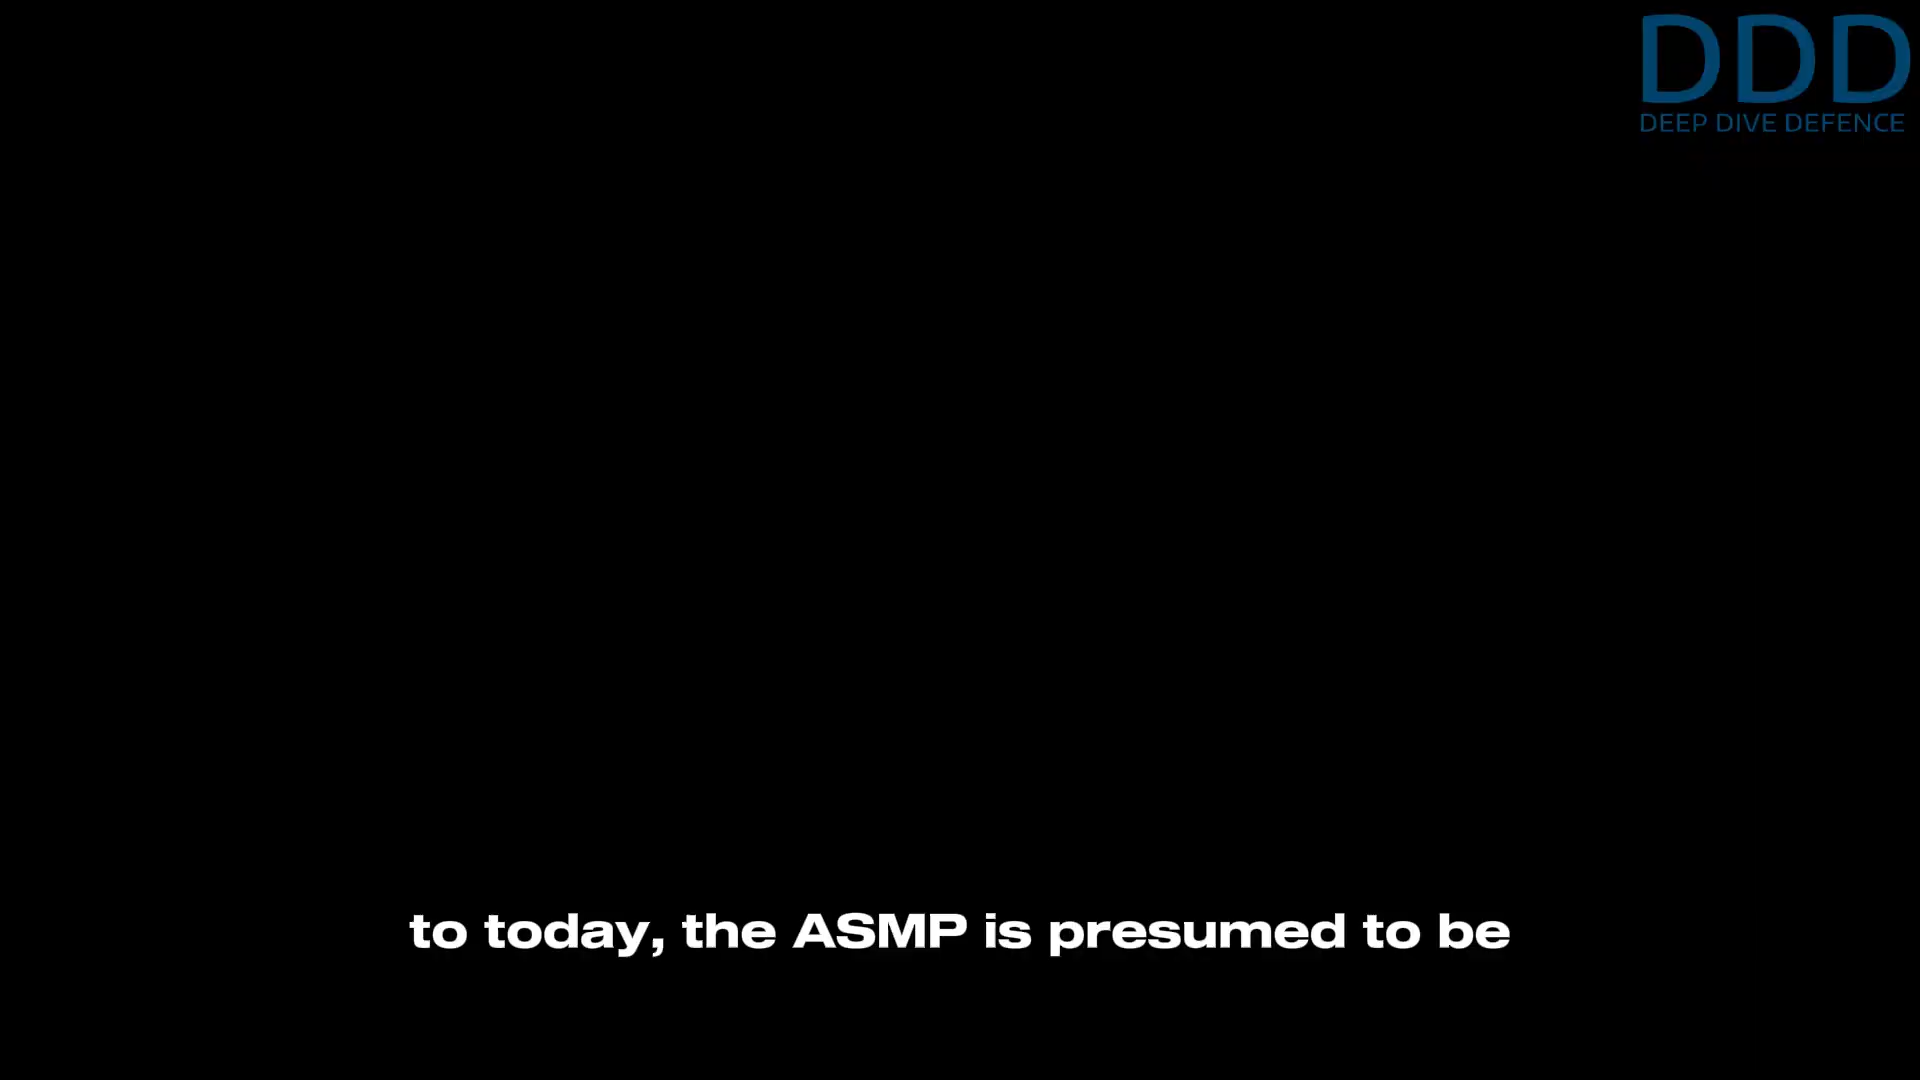 DDD
DEEP DIVE DEFENCE
to today, the ASMP is presumed to be